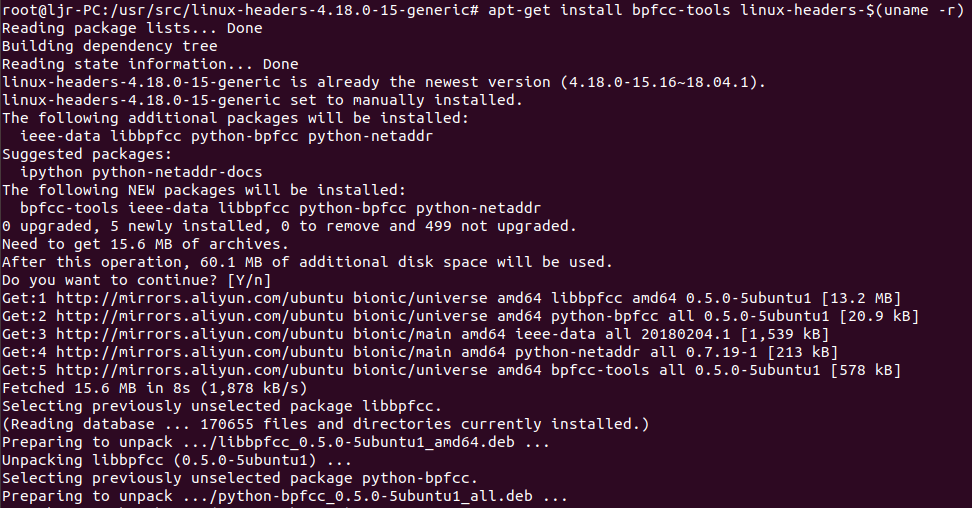 root@ljr-PC:/usr/src/linux-headers-4.18.0-15-generic# apt-get install bpfcc-tools linux-headers-$(uname -r)
Reading package lists... Done
Building dependency tree
Reading state information... Done
linux-headers-4.18.0-15-generic is already the newest version (4.18.0-15.16~18.04.1).
linux-headers-4.18.0-15-generic set to manually installed.
The following additional packages will be installed:
  ieee-data libbpfcc python-bpfcc python-netaddr
Suggested packages:
  ipython python-netaddr-docs
The following NEW packages will be installed:
  bpfcc-tools ieee-data libbpfcc python-bpfcc python-netaddr
0 upgraded, 5 newly installed, 0 to remove and 499 not upgraded.
Need to get 15.6 MB of archives.
After this operation, 60.1 MB of additional disk space will be used.
Do you want to continue? [Y/n]
Get:1 http://mirrors.aliyun.com/ubuntu bionic/universe amd64 libbpfcc amd64 0.5.0-5ubuntu1 [13.2 MB]
Get:2 http://mirrors.aliyun.com/ubuntu bionic/universe amd64 python-bpfcc all 0.5.0-5ubuntu1 [20.9 kB]
Get:3 http://mirrors.aliyun.com/ubuntu bionic/main amd64 ieee-data all 20180204.1 [1,539 kB]
Get:4 http://mirrors.aliyun.com/ubuntu bionic/main amd64 python-netaddr all 0.7.19-1 [213 kB]
Get:5 http://mirrors.aliyun.com/ubuntu bionic/universe amd64 bpfcc-tools all 0.5.0-5ubuntu1 [578 kB]
Fetched 15.6 MB in 8s (1,878 kB/s)
Selecting previously unselected package libbpfcc.
(Reading database ... 170655 files and directories currently installed.)
Preparing to unpack .../libbpfcc_0.5.0-5ubuntu1_amd64.deb ...
Unpacking libbpfcc (0.5.0-5ubuntu1) ...
Selecting previously unselected package python-bpfcc.
Preparing to unpack .../python-bpfcc_0.5.0-5ubuntu1_all.deb ...